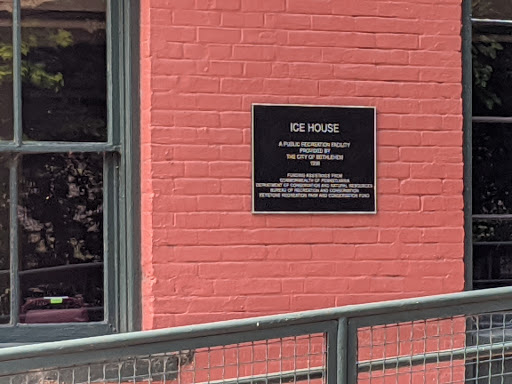 ICE HOUSE
A PUBLIC RECREATION FACILITY
PROVIDED BY
THE CITY OF BETHLEHEM
FUNDING ASSISTANCE FROM
COMMONWEALTH OF PENNSYLVANIA
DEPARTMENT OF CONSERVATION AND NATURAL RESOURCES
BUREAU OF RECREATION AND CONSERVATION
KEYSTONE RECREATION PARK AND CONSERVATION FUND